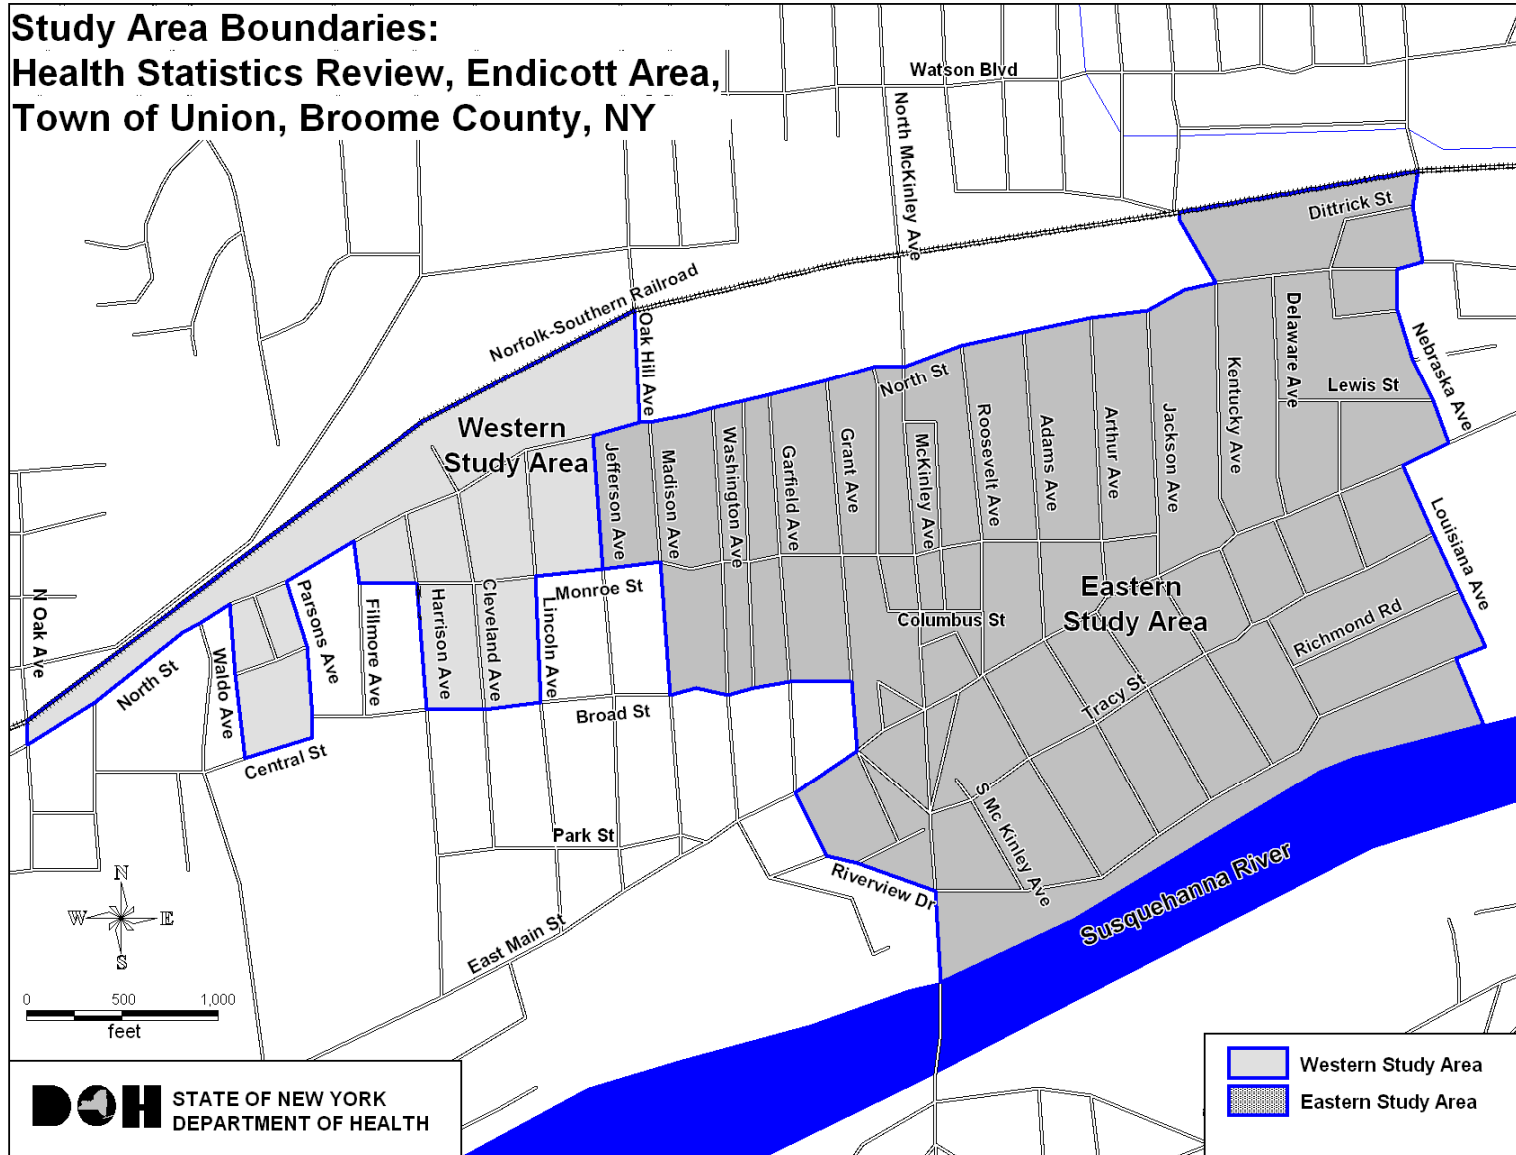 Study Area Boundaries:
Health Statistics Review, Endicott Area,
Town of Union, Broome County, NY
Watson Blvd
North McKinley Ave
Dittrick St
Norfolk-Southern Railroad
Oak Hill Ave
Delaware Ave
Nebraska Ave
North St
Kentucky Ave
Lewis St
Western
Study Area
Jefferson Ave
Madison Ave
Washington Ave
Garfield Ave
Grant Ave
McKinley Ave
Roosevelt Ave
Adams Ave
Arthur Ave
Jackson Ave
Louisiana Ave
N Oak Ave
North St
Waldo Ave
Parsons Ave
Fillmore Ave
Harrison Ave
Cleveland Ave
Lincoln Ave
Monroe St
Columbus St
Eastern
Study Area
Richmond Rd
Tracy St
Central St
Broad St
Park St
S Mc Kinley Ave
Riverview Dr
East Main St
Susquehanna River
N
W E
S
0 500 1,000
feet
DOH
STATE OF NEW YORK
DEPARTMENT OF HEALTH
Western Study Area
Eastern Study Area